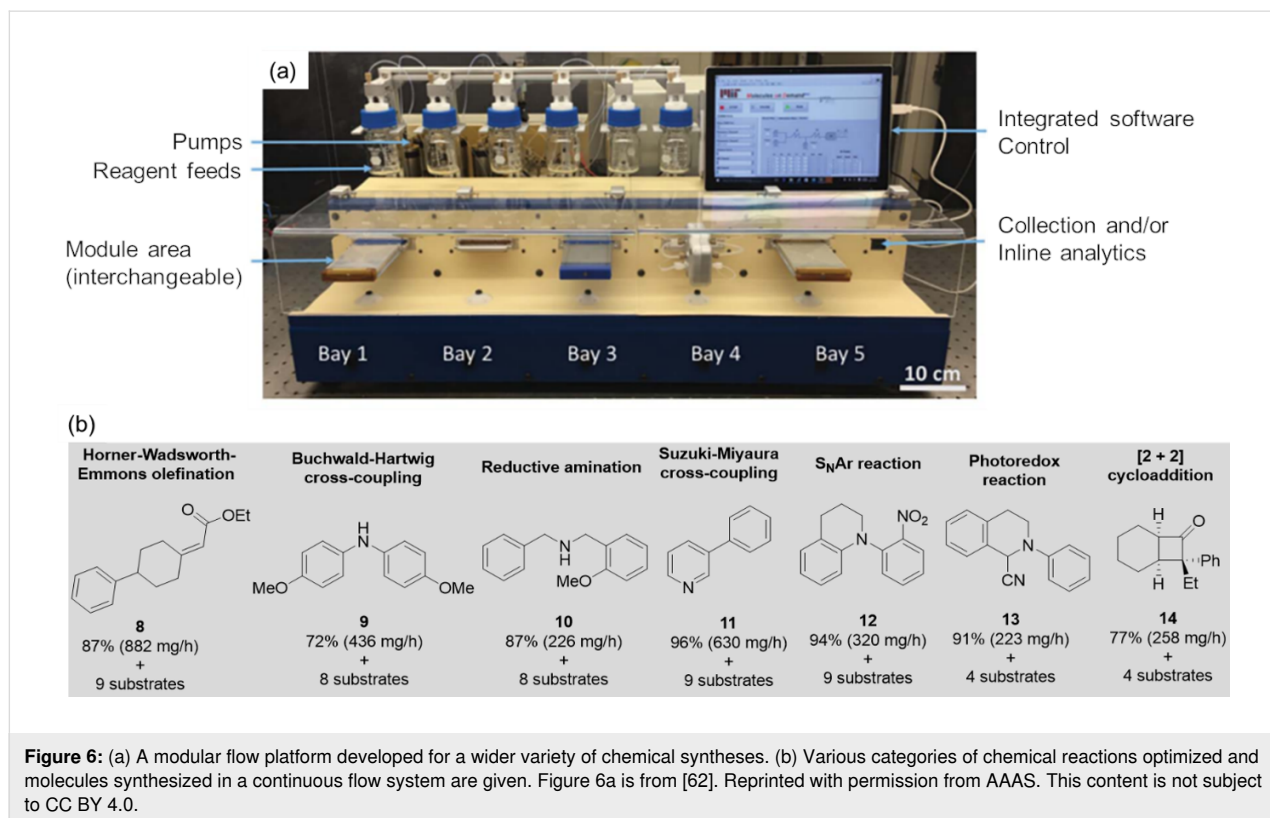 (a)
Pumps
Reagent feeds
Module area
(interchangeable)
Integrated software
Control
Collection and/or
Inline analytics
Bay 1 Bay 2 Bay 3 Bay 4 Bay 5
10 cm
(b)
Horner-Wadsworth-
Emmons olefination
O
OEt
8
87% (882 mg/h)
+
9 substrates
Buchwald-Hartwig
cross-coupling
H
N
MeO OMe
9
72% (436 mg/h)
+
8 substrates
Reductive amination
N
H
MeO
10
87% (226 mg/h)
+
8 substrates
Suzuki-Miyaura
cross-coupling
N
11
96% (630 mg/h)
+
9 substrates
SNAr reaction
NO2
N
12
94% (320 mg/h)
+
9 substrates
Photoredox
reaction
N
CN
13
91% (223 mg/h)
+
4 substrates
[2 + 2]
cycloaddition
H O
Ph
H Et
14
77% (258 mg/h)
+
4 substrates
Figure 6: (a) A modular flow platform developed for a wider variety of chemical syntheses. (b) Various categories of chemical reactions optimized and
molecules synthesized in a continuous flow system are given. Figure 6a is from [62]. Reprinted with permission from AAAS. This content is not subject
to CC BY 4.0.